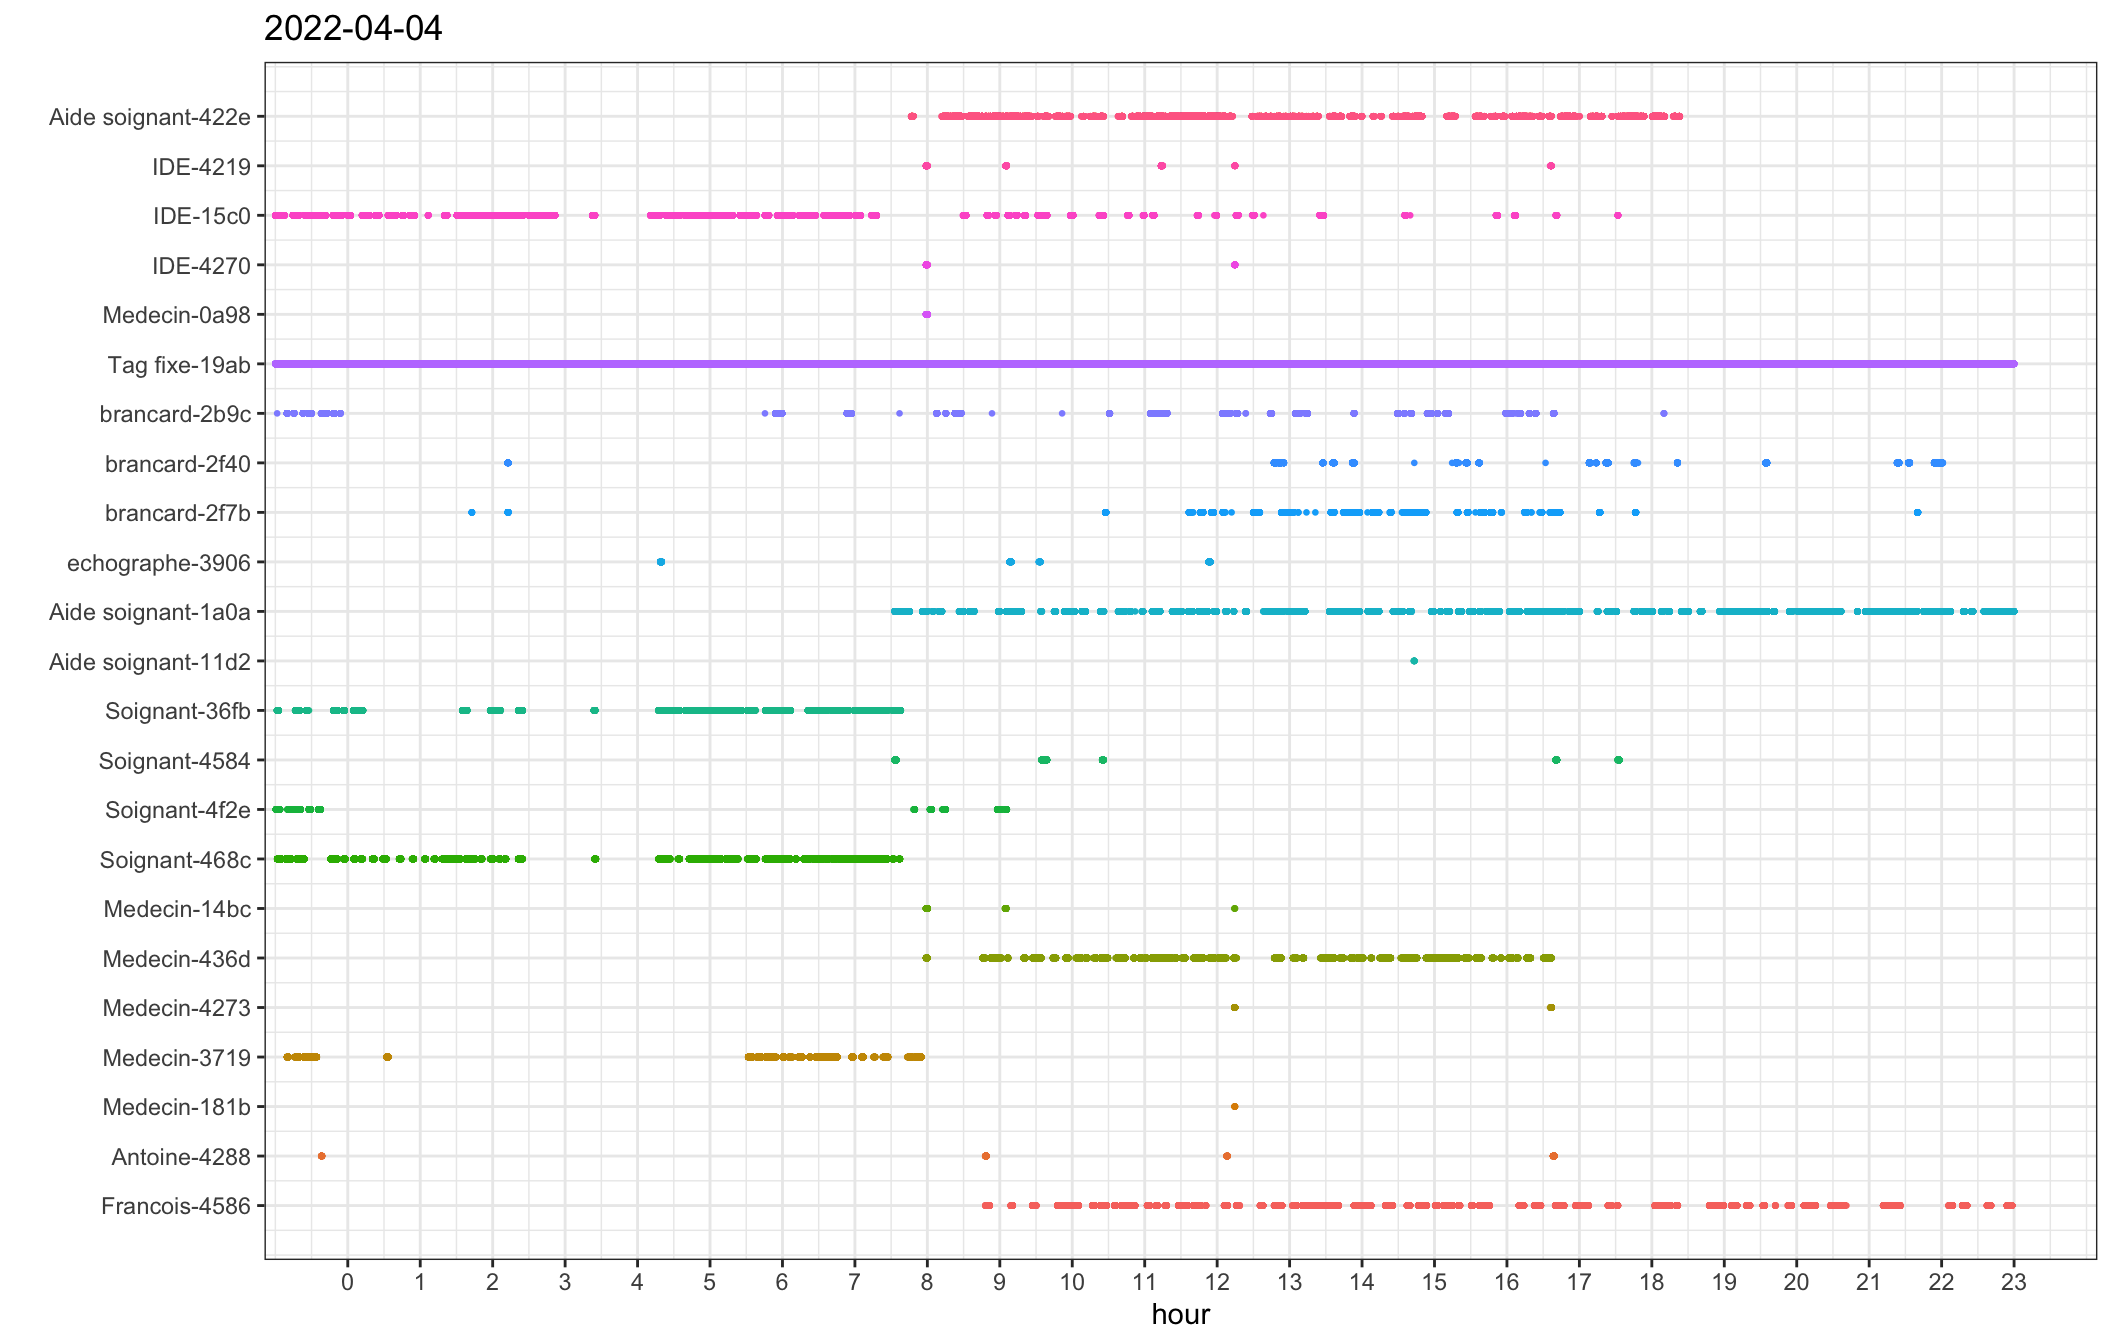 2022-04-04
Aide soignant-422e
IDE-4219
IDE-15c0
IDE-4270
Medecin-0a98
Tag fixe-19ab
brancard-2b9c
brancard-2f40
brancard-2f7b
echographe-3906
Aide soignant-1a0a
Aide soignant-11d2
Soignant-36fb
Soignant-4584
Soignant-4f2e
Soignant-468c
Medecin-14bc
Medecin-436d
Medecin-4273
Medecin-3719
Medecin-181b
Antoine-4288
Francois-4586
0 1 2 3 4 5 6 7 8 9 10 11 12 13 14 15 16 17 18 19 20 21 22 23
hour